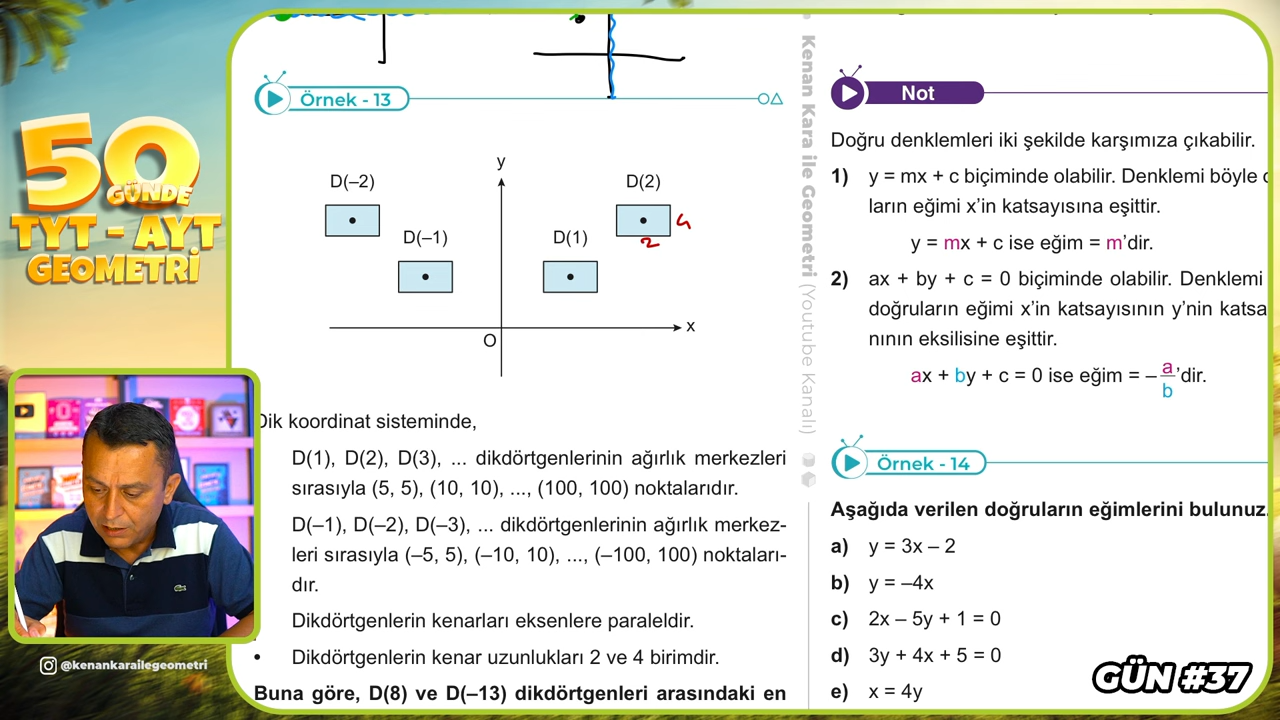 50
GÜNDE
TYT - AYT
GEOMETRİ
Örnek - 13
y
D(–2)
D(2)
4
2
D(–1)
D(1)
x
O
Dik koordinat sisteminde,
D(1), D(2), D(3), ... dikdörtgenlerinin ağırlık merkezleri
sırasıyla (5, 5), (10, 10), ..., (100, 100) noktalarıdır.
D(–1), D(–2), D(–3), ... dikdörtgenlerinin ağırlık merkez-
leri sırasıyla (–5, 5), (–10, 10), ..., (–100, 100) noktaları-
dır.
Dikdörtgenlerin kenarları eksenlere paraleldir.
• Dikdörtgenlerin kenar uzunlukları 2 ve 4 birimdir.
Buna göre, D(8) ve D(–13) dikdörtgenleri arasındaki en
Kenan Kara ile Geometri (Youtube Kanalı)
Not
Doğru denklemleri iki şekilde karşımıza çıkabilir.
1) y = mx + c biçiminde olabilir. Denklemi böyle
ların eğimi x'in katsayısına eşittir.
y = mx + c ise eğim = m'dir.
2) ax + by + c = 0 biçiminde olabilir. Denklemi
doğruların eğimi x'in katsayısının y'nin katsa
nının eksilisine eşittir.
ax + by + c = 0 ise eğim = –a/b'dir.
Örnek - 14
Aşağıda verilen doğruların eğimlerini bulunuz.
a) y = 3x – 2
b) y = –4x
c) 2x – 5y + 1 = 0
d) 3y + 4x + 5 = 0
e) x = 4y
@kenankarailegeometri
GÜN #37